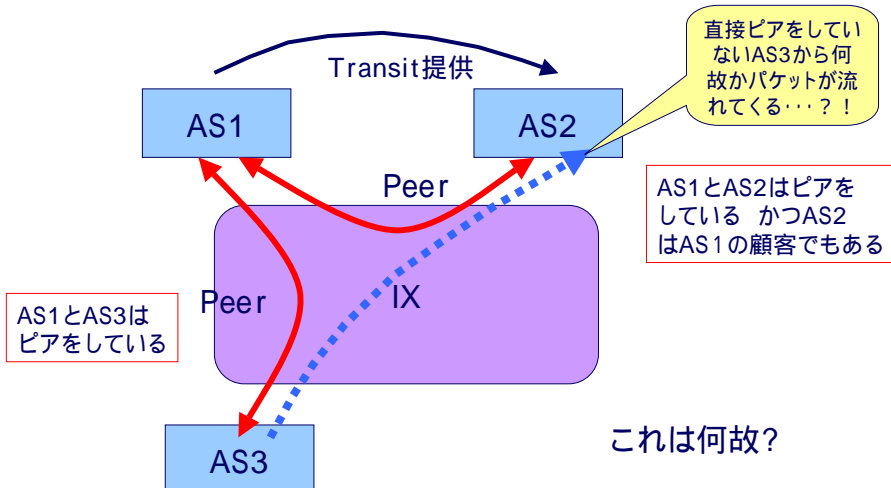 Transit提供
直接ピアをしてい
ないAS3から何
故かパケットが流
れてくる・・・？！
AS1
AS2
Peer
AS1とAS2はピアを
している かつAS2
はAS1の顧客でもある
Peer
IX
AS1とAS3は
ピアをしている
これは何故？
AS3